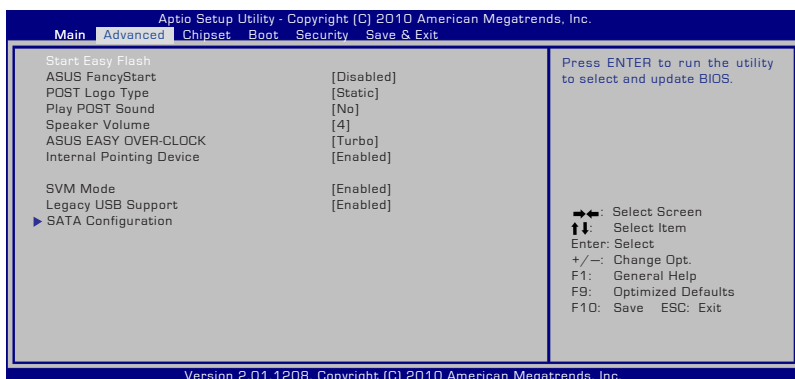 Aptio Setup Utility - Copyright (C) 2010 American Megatrends, Inc.
Main Advanced Chipset Boot Security Save & Exit
Start Easy Flash
ASUS FancyStart [Disabled]
POST Logo Type [Static]
Play POST Sound [No]
Speaker Volume [4]
ASUS EASY OVER-CLOCK [Turbo]
Internal Pointing Device [Enabled]
SVM Mode [Enabled]
Legacy USB Support [Enabled]
SATA Configuration
Press ENTER to run the utility
to select and update BIOS.
→←: Select Screen
↑↓: Select Item
Enter: Select
+/—: Change Opt.
F1: General Help
F9: Optimized Defaults
F10: Save ESC: Exit
Version 2.01.1208. Copyright (C) 2010 American Megatrends, Inc.